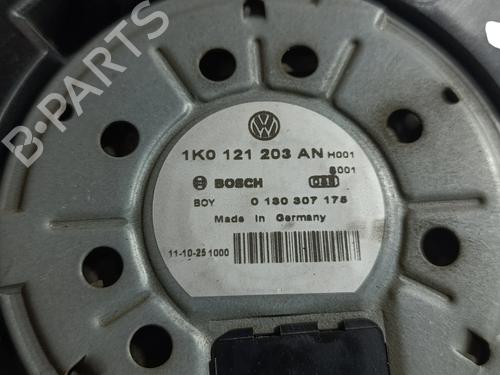 B-PARTS
1K0 121 203 AN H001
S001
BOSCH
BOY 0 130 307 175
Made in Germany
11-10-25 1000